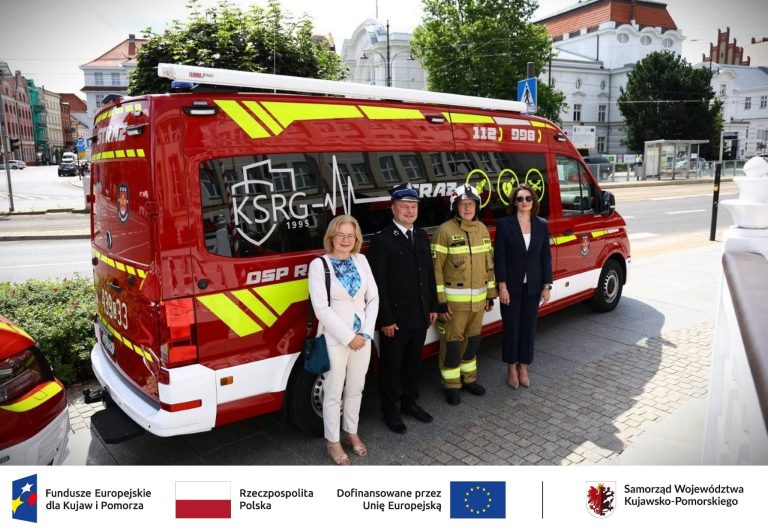 112 998
KSRG
1995
OSP R
998
Fundusze Europejskie
dla Kujaw i Pomorza
Rzeczpospolita
Polska
Dofinansowane przez
Unię Europejską
Samorząd Województwa
Kujawsko-Pomorskiego